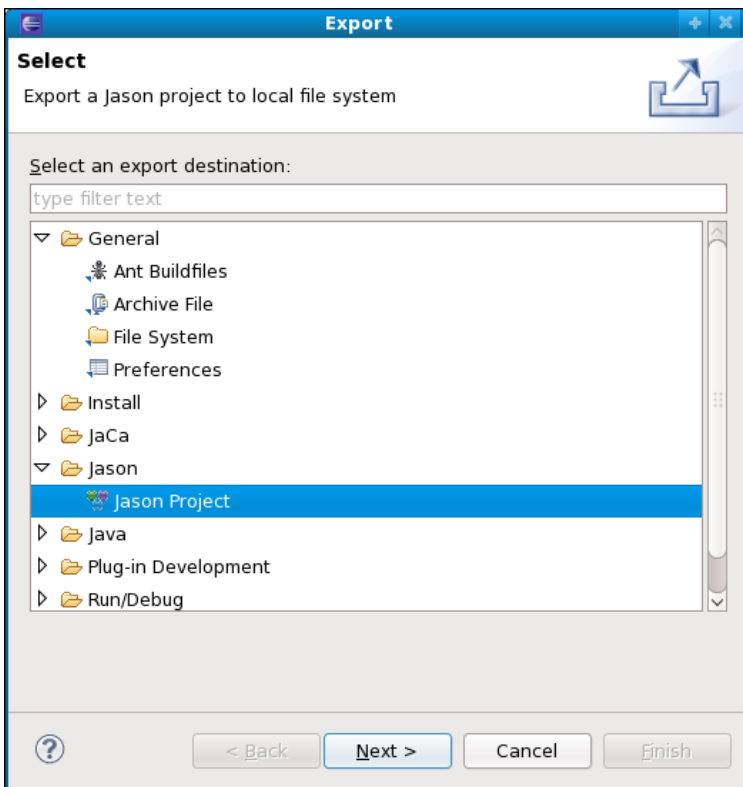 Export
Select
Export a Jason project to local file system
Select an export destination:
type filter text
General
Ant Buildfiles
Archive File
File System
Preferences
Install
JaCa
Jason
Jason Project
Java
Plug-in Development
Run/Debug
? < Back Next > Cancel Finish